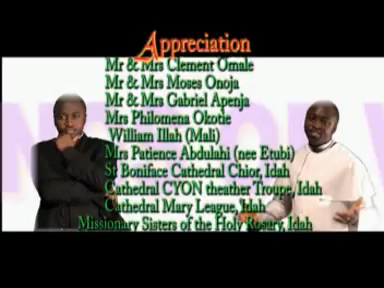 Appreciation
Mr & Mrs Clement Omale
Mr & Mrs Moses Onoja
Mr & Mrs Gabriel Apenja
Mrs Philomena Okotie
William Illah (Mali)
Mrs Patience Abdulahi (nee Etubi)
St Boniface Cathedral Chior, Idah
Cathedral CYON theather Troupe, Idah
Cathedral Mary League, Idah
Missionary Sisters of the Holy Rosary, Idah